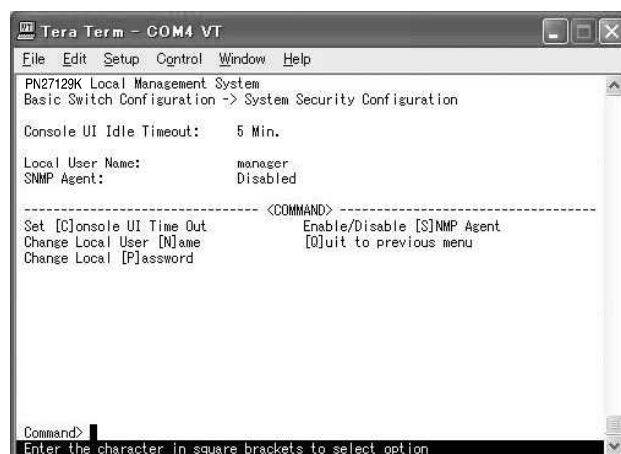 Tera Term - COM4 VT
File Edit Setup Control Window Help
PN27129K Local Management System
Basic Switch Configuration -> System Security Configuration
Console UI Idle Timeout: 5 Min.
Local User Name: manager
SNMP Agent: Disabled
------------------------------ <COMMAND> ---------------------------------
Set [C]onsole UI Time Out Enable/Disable [S]NMP Agent
Change Local User [N]ame [Q]uit to previous menu
Change Local [P]assword
Command>
Enter the character in square brackets to select option